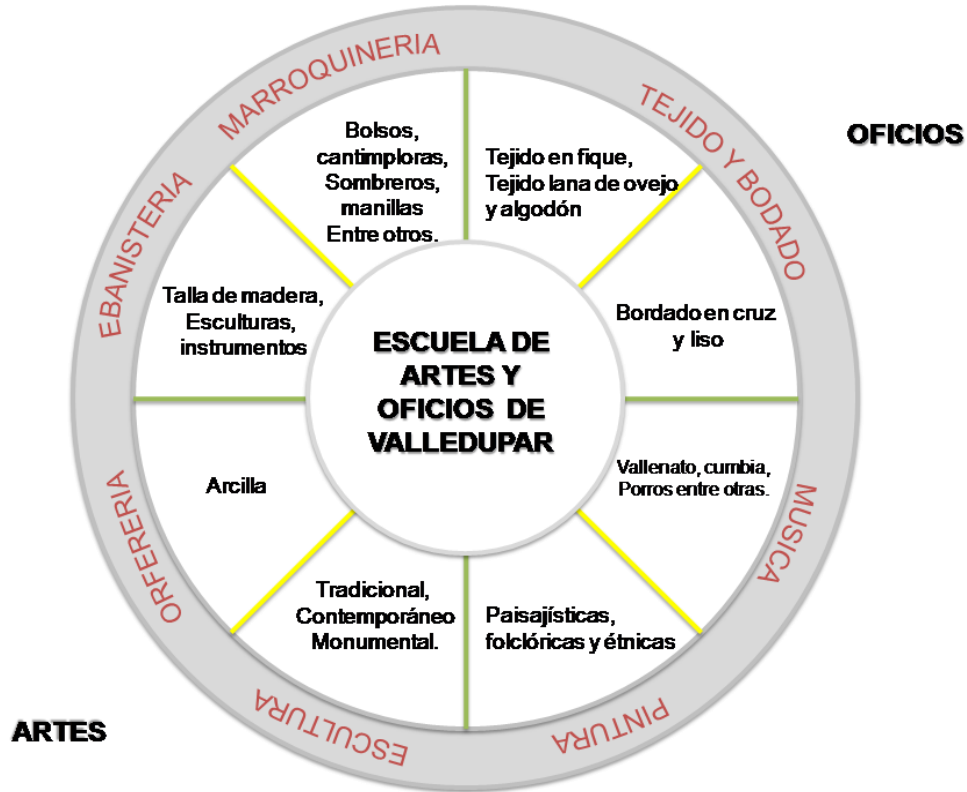 MARROQUINERIA
TEJIDO Y BODADO
OFICIOS
Bolsos,
cantimploras,
Sombreros,
manillas
Entre otros.
Tejido en fique,
Tejido lana de ovejo
y algodón
EBANISTERIA
Talla de madera,
Esculturas,
instrumentos
Bordado en cruz
y liso
ESCUELA DE
ARTES Y
OFICIOS DE
VALLEDUPAR
Arcilla
Vallenato, cumbia,
Porros entre otras.
ORFERERIA
MUSICA
Tradicional,
Contemporáneo
Monumental.
Paisajísticas,
folclóricas y étnicas
ESCULTURA
PINTURA
ARTES